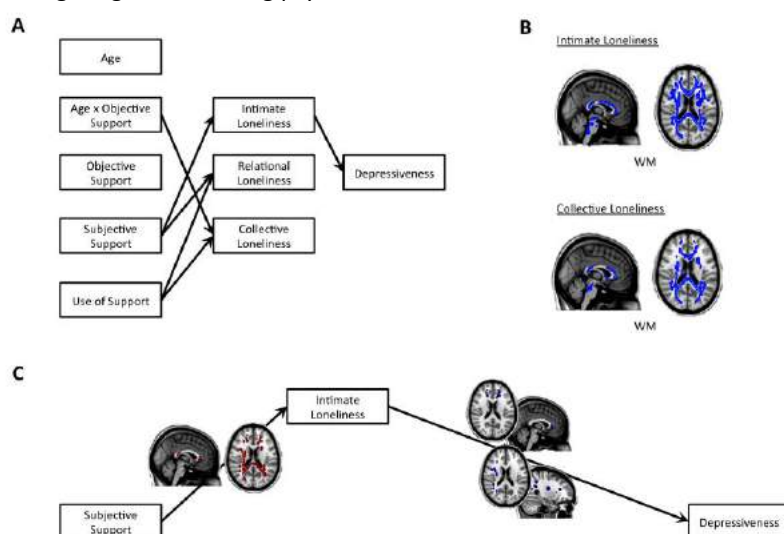 A
Age
Age x Objective
Support
Objective
Support
Subjective
Support
Use of Support
Intimate
Loneliness
Relational
Loneliness
Collective
Loneliness
Depressiveness
B
Intimate Loneliness
WM
Collective Loneliness
WM
C
Intimate
Loneliness
Subjective
Support
Depressiveness